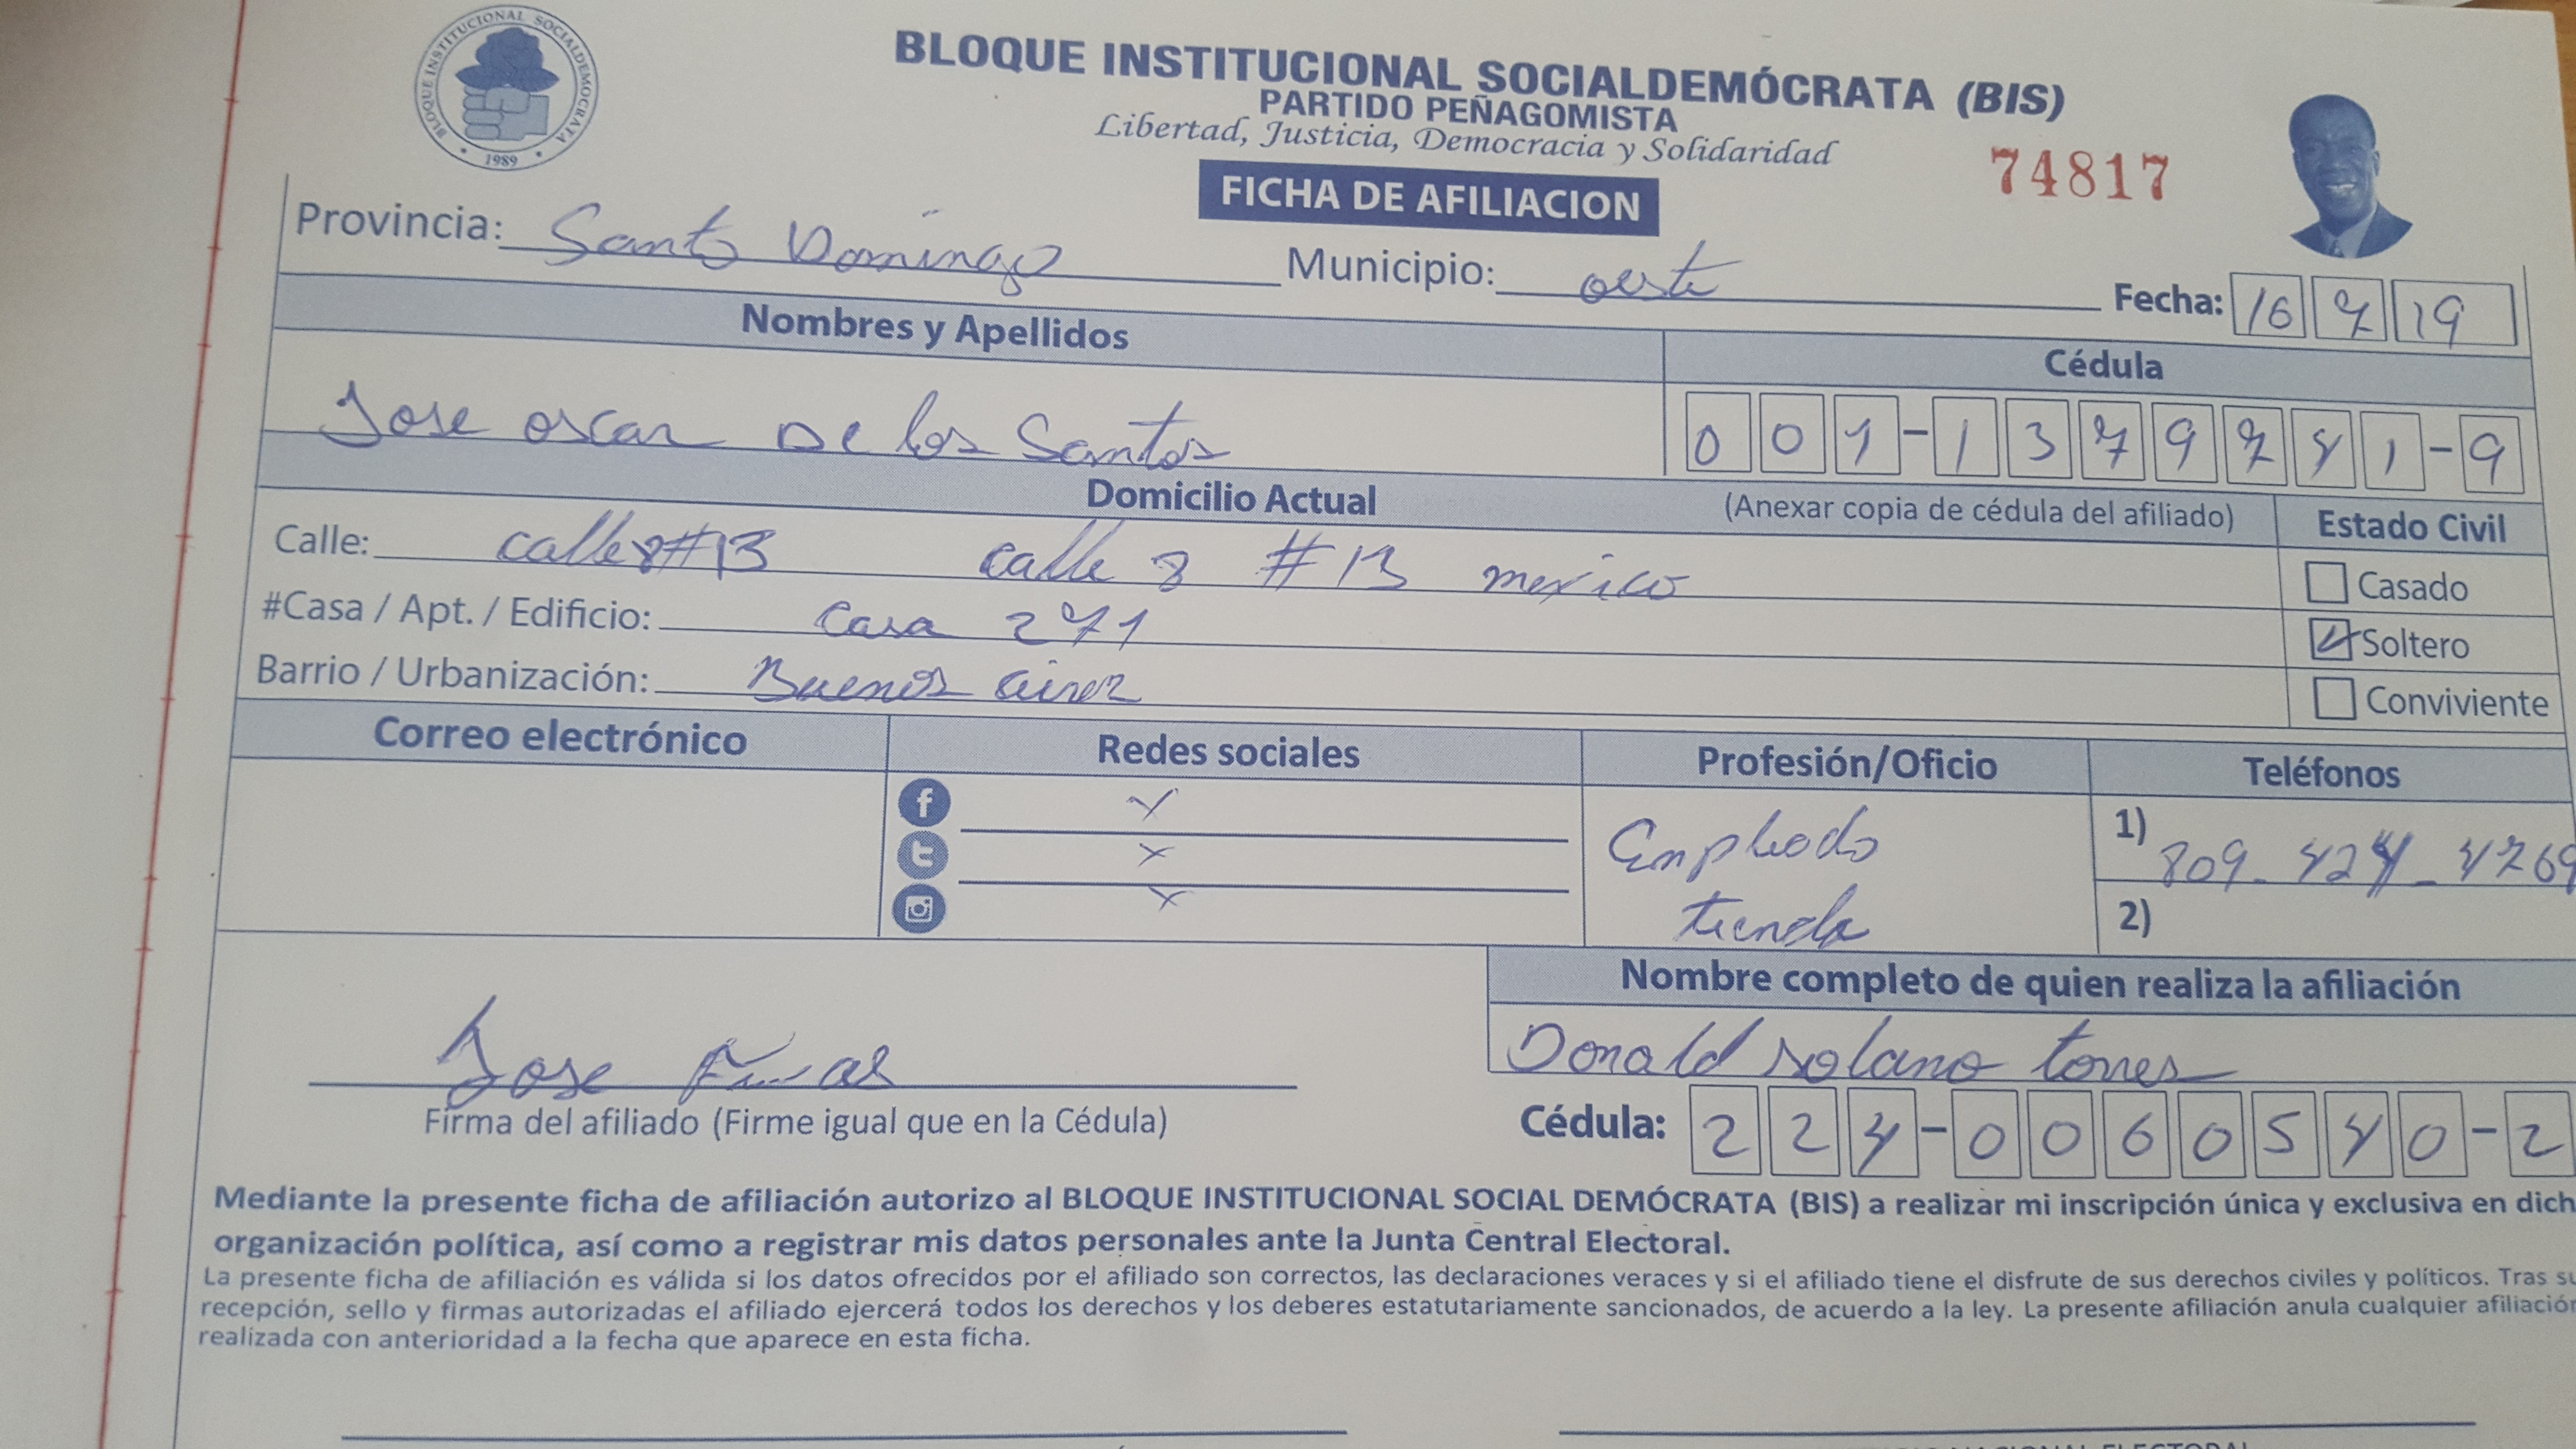 BLOQUE INSTITUCIONAL SOCIALDEMOCRATA
1989
BLOQUE INSTITUCIONAL SOCIALDEMÓCRATA (BIS)
PARTIDO PEÑAGOMISTA
Libertad, Justicia, Democracia y Solidaridad
FICHA DE AFILIACION
74817
Provincia: Santo Domingo Municipio: oeste Fecha: 16 7 19
Nombres y Apellidos Cédula
Jose oscar De los Santos 001-1379741-9
Domicilio Actual (Anexar copia de cédula del afiliado) Estado Civil
Calle: calle 8#13 calle 8 #13 mexico Casado
#Casa / Apt. / Edificio: Casa 271 Soltero
Barrio / Urbanización: Buenos aires Conviviente
Correo electrónico Redes sociales Profesión/Oficio Teléfonos
f x Empleado 1) 809-424-4769
x
x tienda 2)
Nombre completo de quien realiza la afiliación
Jose Donald solano torres
Firma del afiliado (Firme igual que en la Cédula) Cédula: 224-0060540-2
Mediante la presente ficha de afiliación autorizo al BLOQUE INSTITUCIONAL SOCIAL DEMÓCRATA (BIS) a realizar mi inscripción única y exclusiva en dich
organización política, así como a registrar mis datos personales ante la Junta Central Electoral.
La presente ficha de afiliación es válida si los datos ofrecidos por el afiliado son correctos, las declaraciones veraces y si el afiliado tiene el disfrute de sus derechos civiles y políticos. Tras su
recepción, sello y firmas autorizadas el afiliado ejercerá todos los derechos y los deberes estatutariamente sancionados, de acuerdo a la ley. La presente afiliación anula cualquier afiliación
realizada con anterioridad a la fecha que aparece en esta ficha.